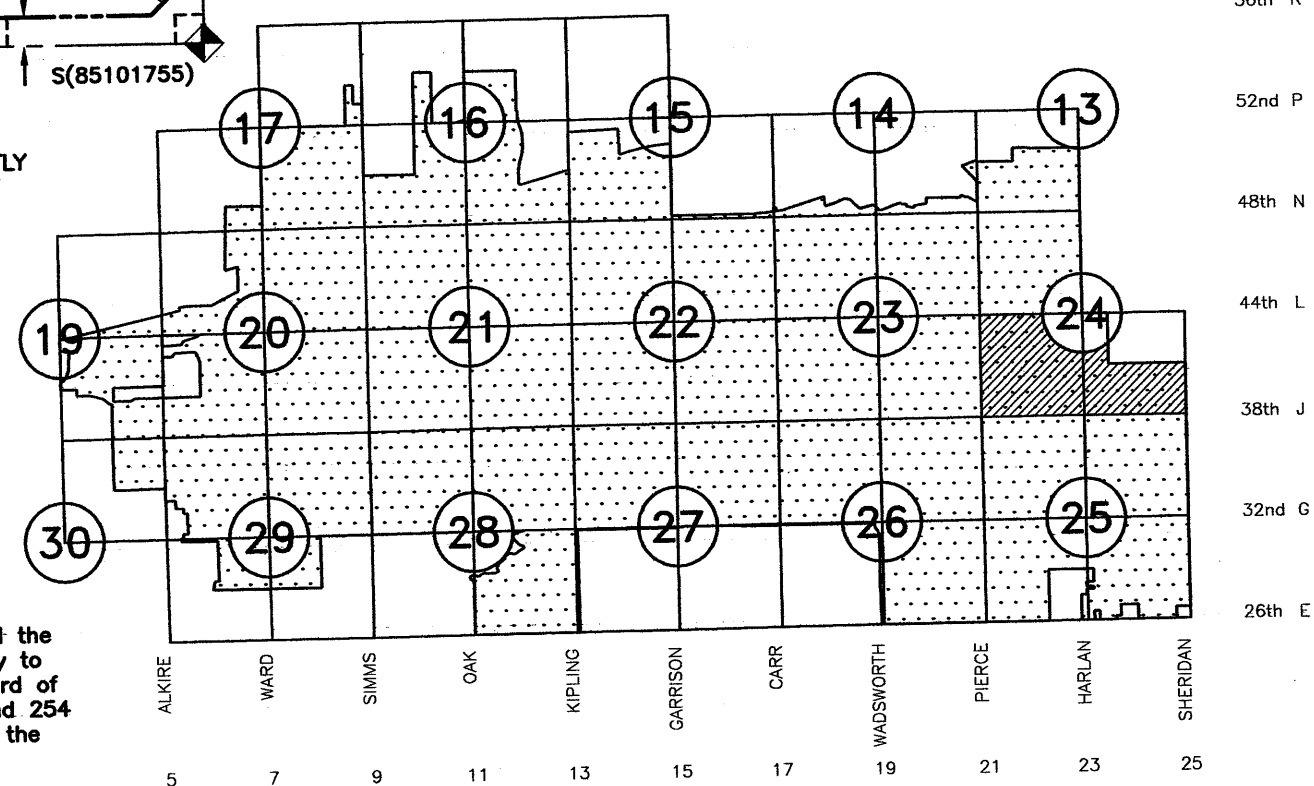 S(85101755)
52nd P
17 16 15 14 13
48th N
44th L
19 20 21 22 23 24
38th J
32nd G
30 29 28 27 26 25
26th E
the
y to
rd of
254
the
ALKIRE
WARD
SIMMS
OAK
KIPLING
GARRISON
CARR
WADSWORTH
PIERCE
HARLAN
SHERIDAN
5 7 9 11 13 15 17 19 21 23 25